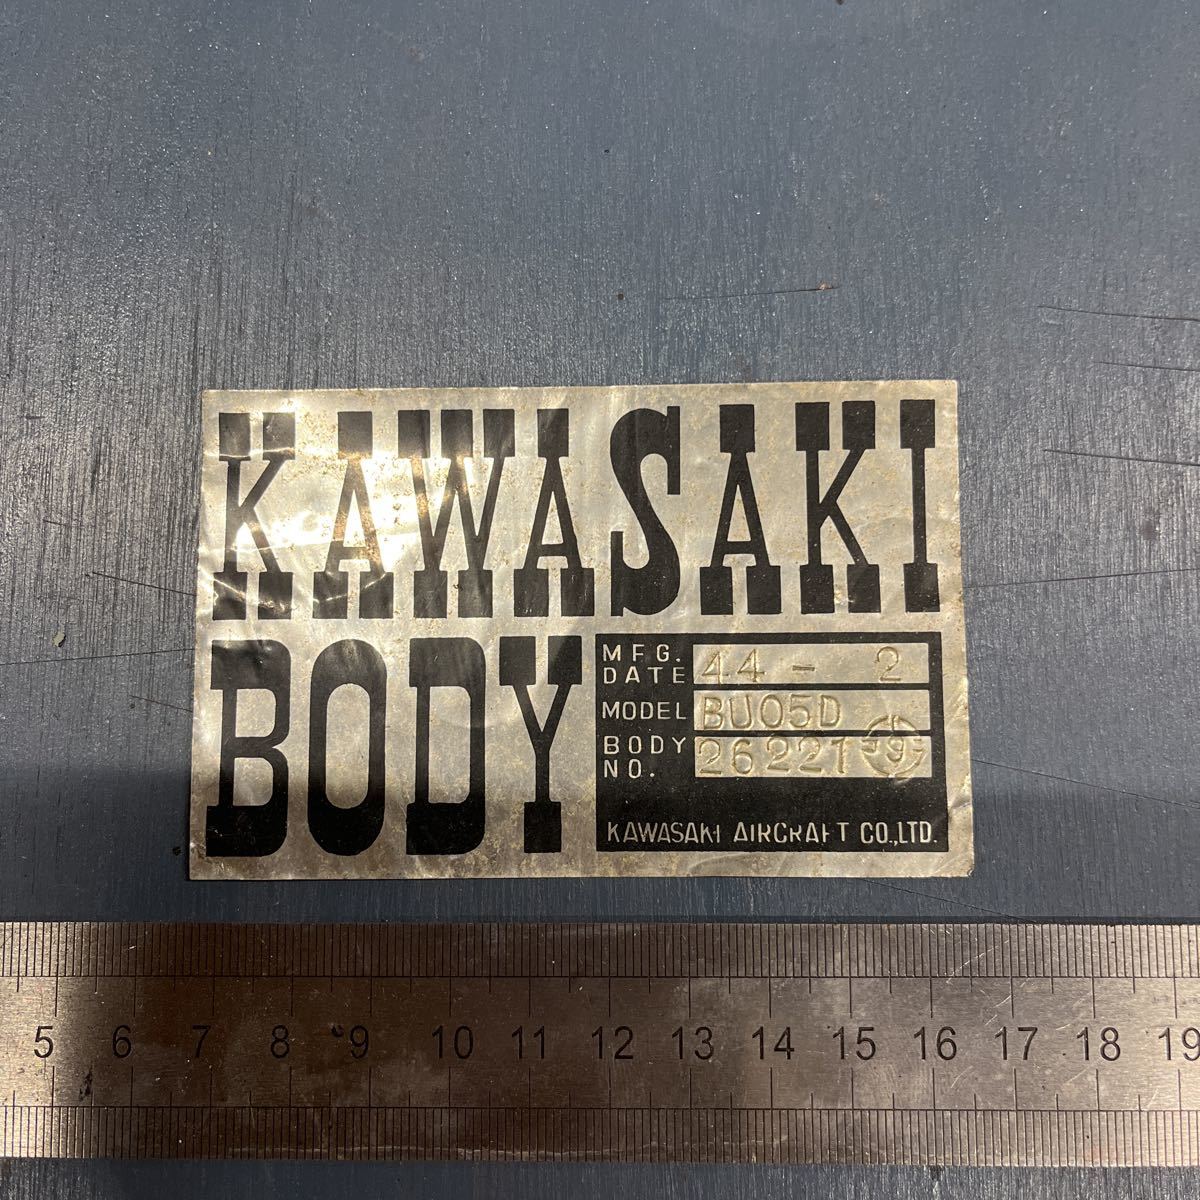 KAWASAKI
BODY
MFG. DATE 44 - 2
MODEL BU05D
BODY NO. 26221
KAWASAKI AIRCRAFT CO.,LTD.
5 6 7 8 9 10 11 12 13 14 15 16 17 18 19